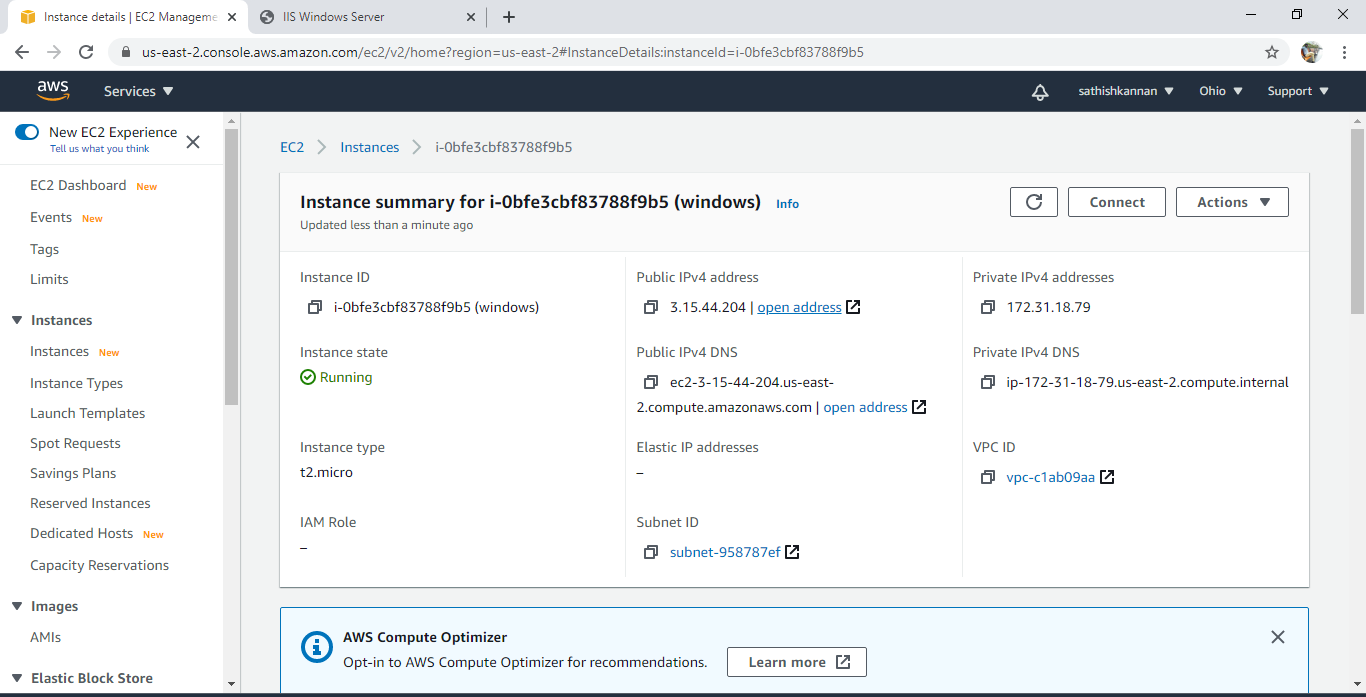 Instance details | EC2 Manageme
IIS Windows Server
us-east-2.console.aws.amazon.com/ec2/v2/home?region=us-east-2#InstanceDetails:instanceId=i-0bfe3cbf83788f9b5
aws
Services
sathishkannan
Ohio
Support
New EC2 Experience
Tell us what you think
EC2 Dashboard New
Events New
Tags
Limits
Instances
Instances New
Instance Types
Launch Templates
Spot Requests
Savings Plans
Reserved Instances
Dedicated Hosts New
Capacity Reservations
Images
AMIs
Elastic Block Store
EC2 > Instances > i-0bfe3cbf83788f9b5
Instance summary for i-0bfe3cbf83788f9b5 (windows) Info
Updated less than a minute ago
Connect
Actions
Instance ID
i-0bfe3cbf83788f9b5 (windows)
Public IPv4 address
3.15.44.204 | open address
Private IPv4 addresses
172.31.18.79
Instance state
Running
Public IPv4 DNS
ec2-3-15-44-204.us-east-
2.compute.amazonaws.com | open address
Private IPv4 DNS
ip-172-31-18-79.us-east-2.compute.internal
Instance type
t2.micro
Elastic IP addresses
–
VPC ID
vpc-c1ab09aa
IAM Role
–
Subnet ID
subnet-958787ef
AWS Compute Optimizer
Opt-in to AWS Compute Optimizer for recommendations.
Learn more